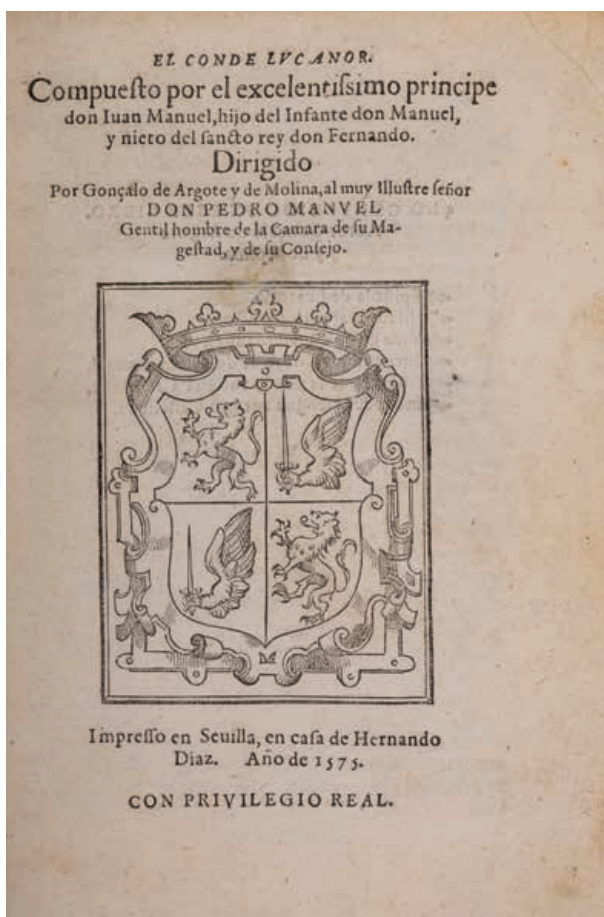 EL CONDE LVCANOR.
Compueſto por el excelentiſsimo principe
don Iuan Manuel, hijo del Infante don Manuel,
y nieto del ſancto rey don Fernando.
Dirigido
Por Gonçalo de Argote y de Molina, al muy Illuſtre ſeñor
DON PEDRO MANVEL
Gentil hombre de la Camara de ſu Ma-
geſtad, y de ſu Conſejo.
Impreſſo en Seuilla, en caſa de Hernando
Diaz. Año de 1575.
CON PRIVILEGIO REAL.